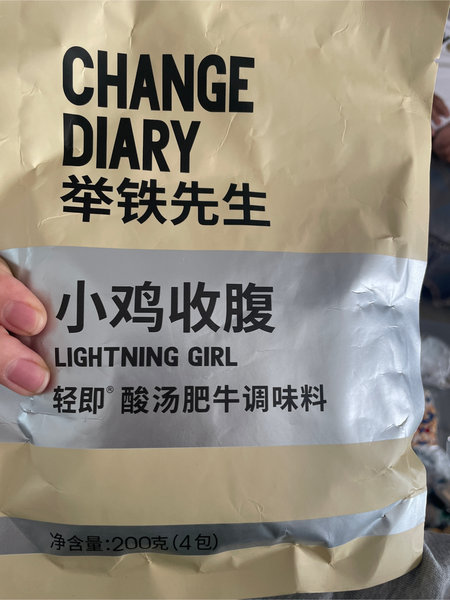 CHANGE
DIARY
举铁先生
小鸡收腹
LIGHTNING GIRL
轻即® 酸汤肥牛调味料
净含量:200克(4包)